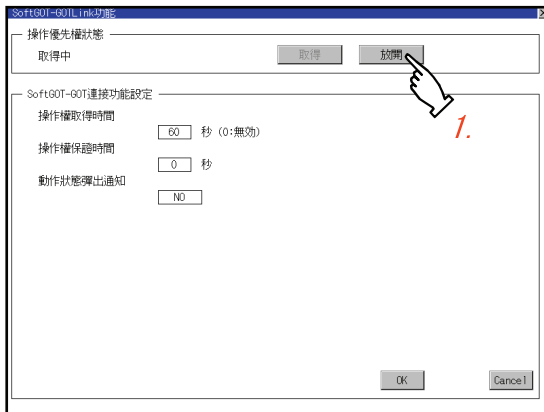 SoftGOT-GOTLink功能
操作優先權狀態
取得中 取得 放開
1.
SoftGOT-GOT連接功能設定
操作權取得時間
60 秒 (0:無効)
操作權保證時間
0 秒
動作狀態彈出通知
NO
OK Cancel